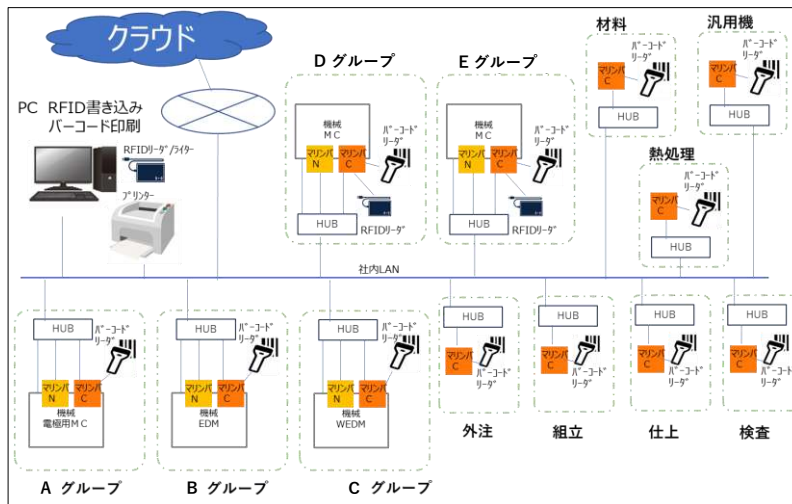 クラウド
PC RFID書き込み
バーコード印刷
RFIDリーダ/ライター
プリンター
D グループ
機械
MC
マリンバ
N
マリンバ
C
バーコード
リーダ
HUB
RFIDリーダ
E グループ
機械
MC
マリンバ
N
マリンバ
C
バーコード
リーダ
HUB
RFIDリーダ
材料
バーコード
リーダ
マリンバ
C
HUB
汎用機
バーコード
リーダ
マリンバ
C
HUB
熱処理
バーコード
リーダ
マリンバ
C
HUB
社内LAN
HUB
バーコード
リーダ
マリンバ
N
マリンバ
C
機械
電極用MC
A グループ
HUB
バーコード
リーダ
マリンバ
N
マリンバ
C
機械
EDM
B グループ
HUB
バーコード
リーダ
マリンバ
N
マリンバ
C
機械
WEDM
C グループ
HUB
マリンバ
C
バーコード
リーダ
外注
HUB
マリンバ
C
バーコード
リーダ
組立
HUB
マリンバ
C
バーコード
リーダ
仕上
HUB
マリンバ
C
バーコード
リーダ
検査